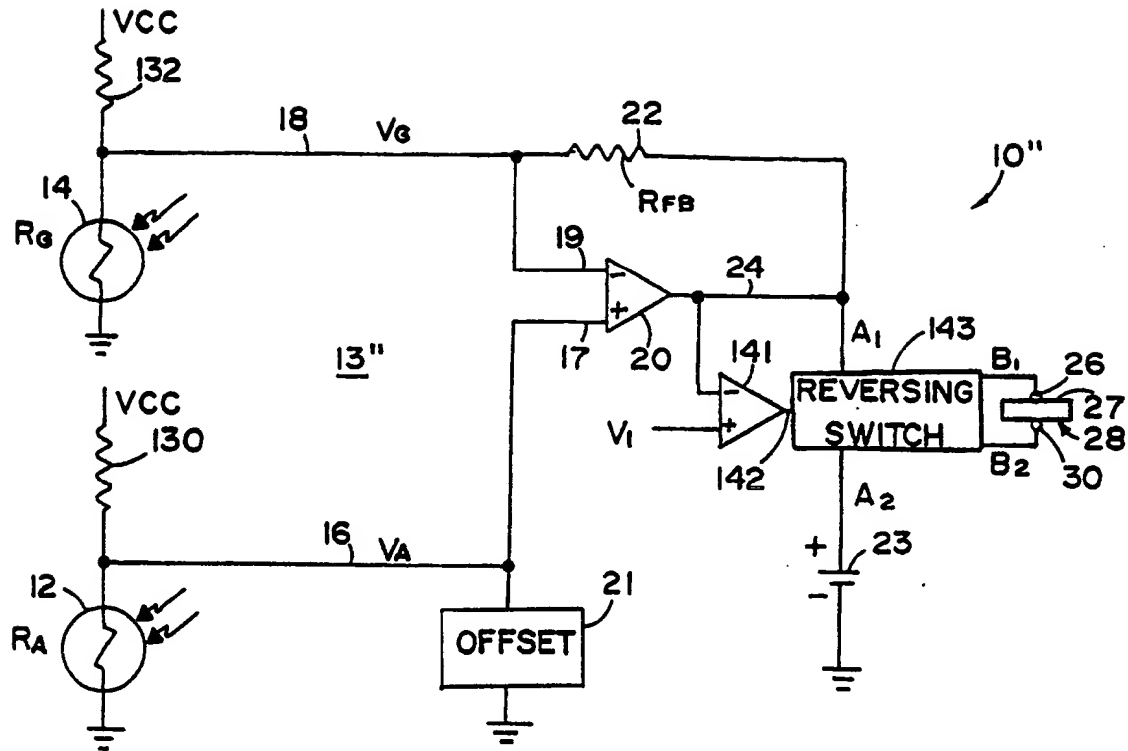 VCC
132
18
VG
22
RFB
10"
14
RG
19
24
17
20
13"
A1
143
141
B1
26
27
28
REVERSING
SWITCH
V1
142
B2
30
A2
VCC
130
16
VA
+
23
-
12
RA
21
OFFSET
-
+
-
+